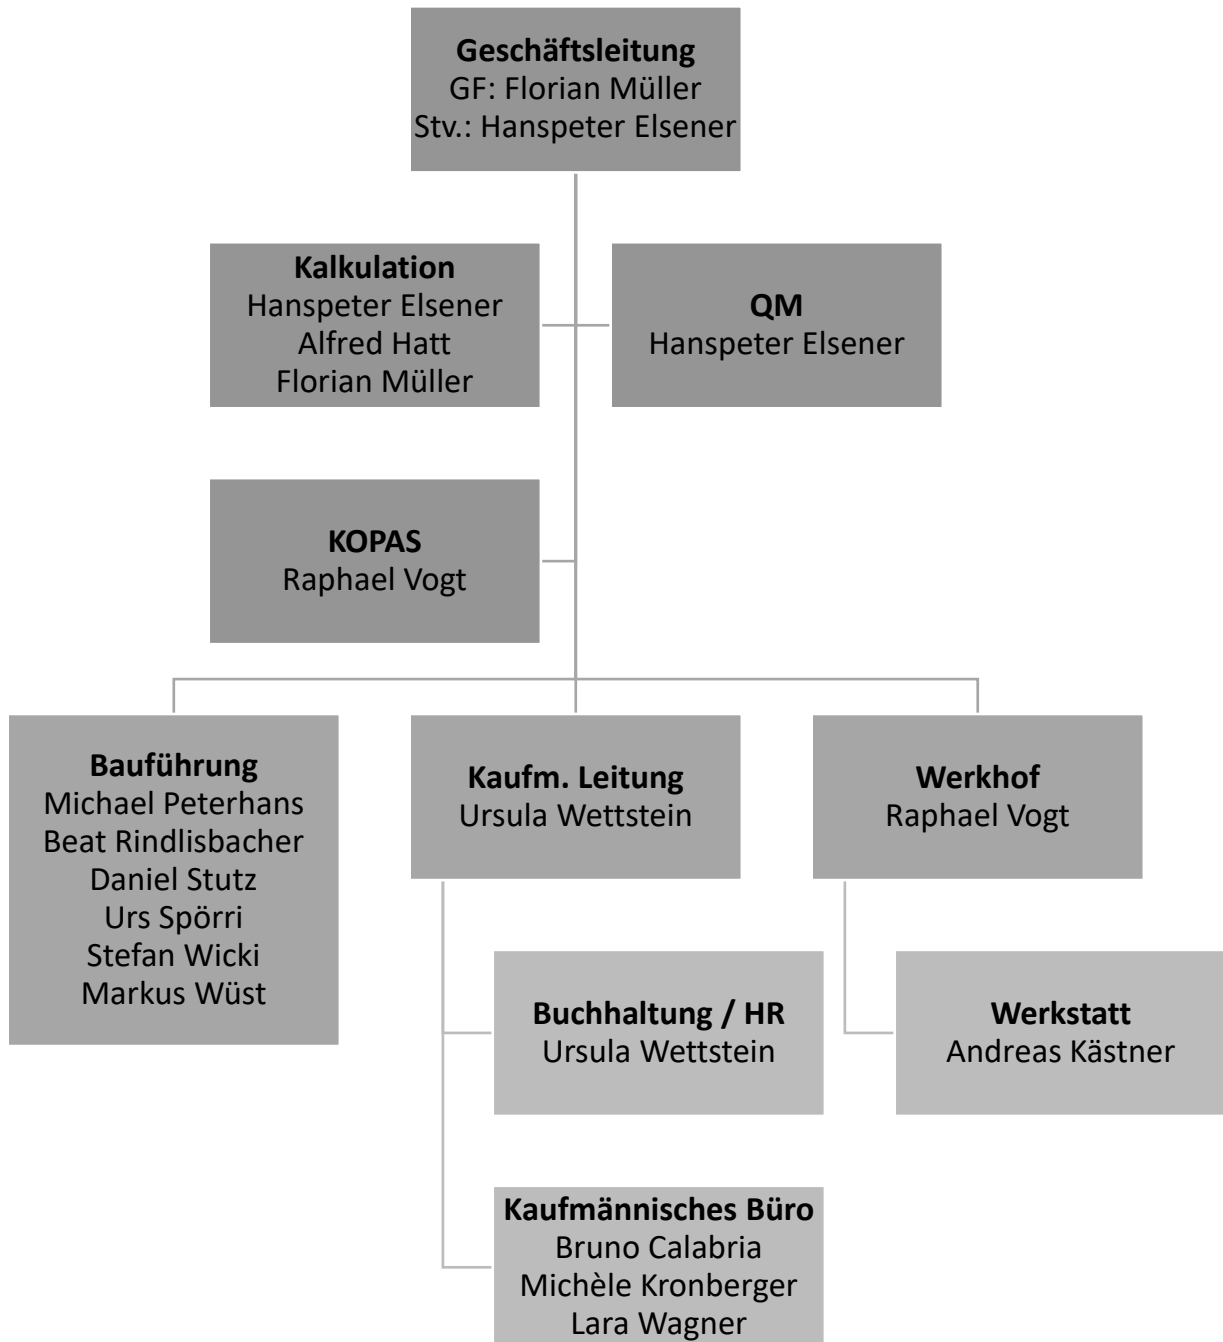 Geschäftsleitung
GF: Florian Müller
Stv.: Hanspeter Elsener
Kalkulation
Hanspeter Elsener
Alfred Hatt
Florian Müller
QM
Hanspeter Elsener
KOPAS
Raphael Vogt
Bauführung
Michael Peterhans
Beat Rindlisbacher
Daniel Stutz
Urs Spörri
Stefan Wicki
Markus Wüst
Kaufm. Leitung
Ursula Wettstein
Werkhof
Raphael Vogt
Buchhaltung / HR
Ursula Wettstein
Werkstatt
Andreas Kästner
Kaufmännisches Büro
Bruno Calabria
Michèle Kronberger
Lara Wagner